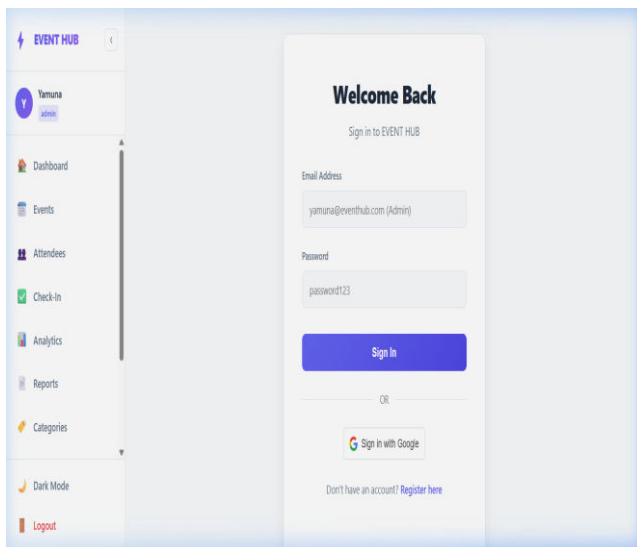 EVENT HUB
Y
Yamuna
admin
Dashboard
Events
Attendees
Check-In
Analytics
Reports
Categories
Dark Mode
Logout
Welcome Back
Sign in to EVENT HUB
Email Address
yamuna@eventhub.com (Admin)
Password
password123
Sign In
OR
Sign in with Google
Don't have an account? Register here